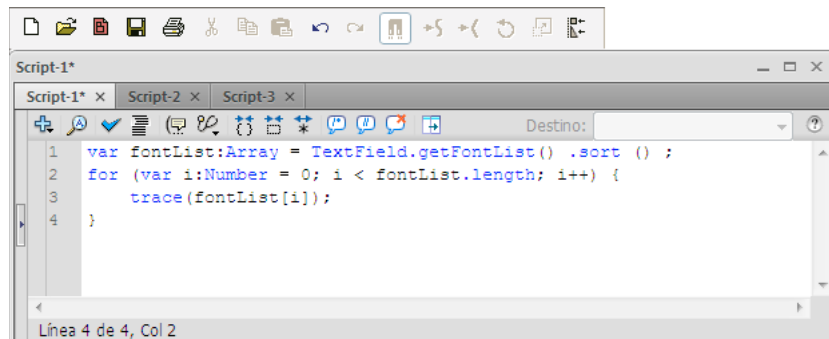 Script-1*
Script-1* × Script-2 × Script-3 ×
Destino:
1 var fontList:Array = TextField.getFontList() .sort () ;
2 for (var i:Number = 0; i < fontList.length; i++) {
3 trace(fontList[i]);
4 }
Línea 4 de 4, Col 2